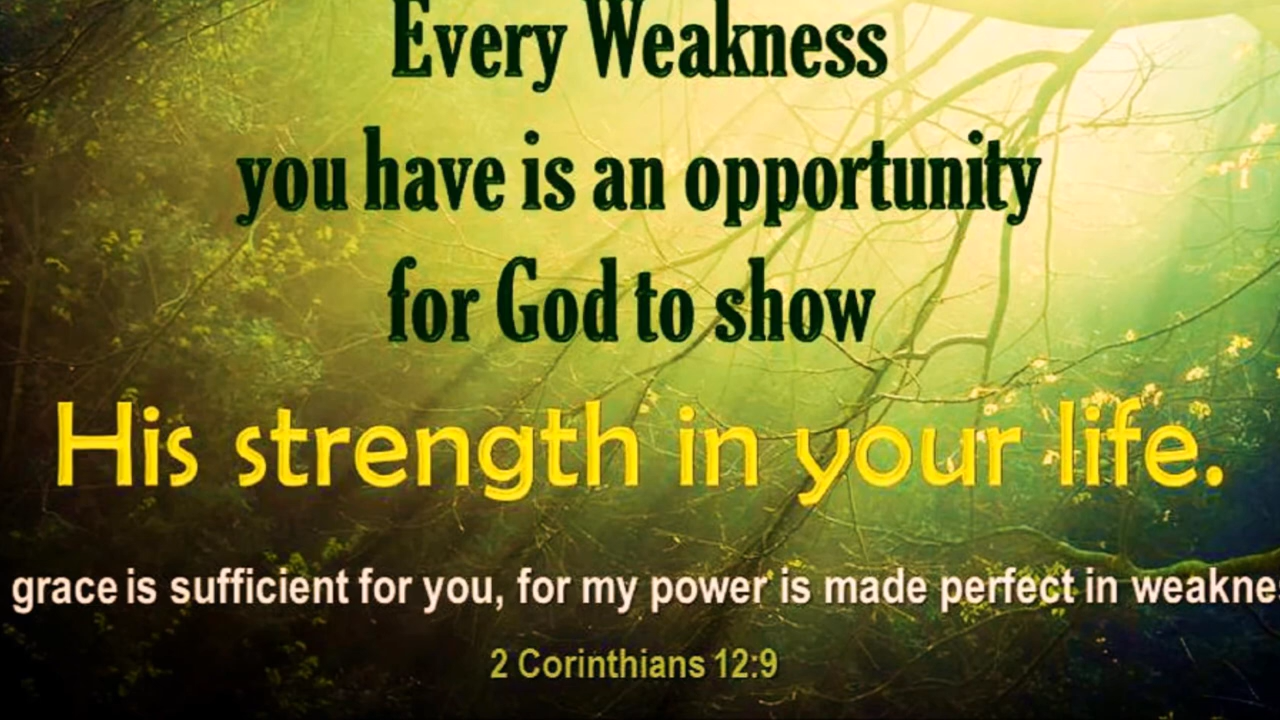 Every Weakness
you have is an opportunity
for God to show
His strength in your life.
grace is sufficient for you, for my power is made perfect in weakne
2 Corinthians 12:9